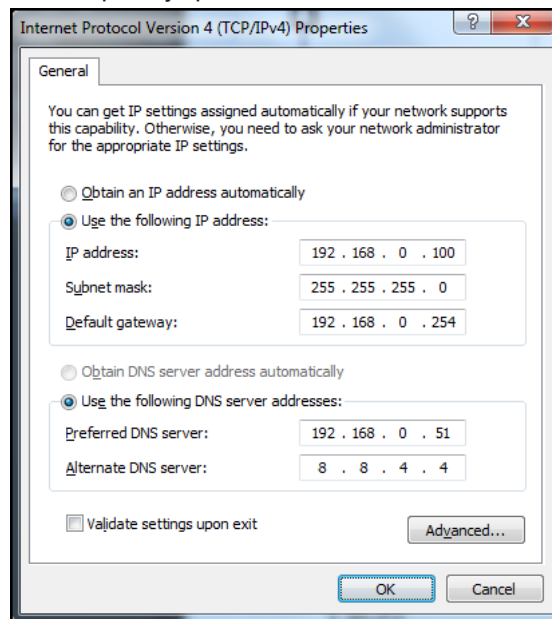 Internet Protocol Version 4 (TCP/IPv4) Properties
General
You can get IP settings assigned automatically if your network supports
this capability. Otherwise, you need to ask your network administrator
for the appropriate IP settings.
Obtain an IP address automatically
Use the following IP address:
IP address: 192 . 168 . 0 . 100
Subnet mask: 255 . 255 . 255 . 0
Default gateway: 192 . 168 . 0 . 254
Obtain DNS server address automatically
Use the following DNS server addresses:
Preferred DNS server: 192 . 168 . 0 . 51
Alternate DNS server: 8 . 8 . 4 . 4
Validate settings upon exit
Advanced...
OK Cancel